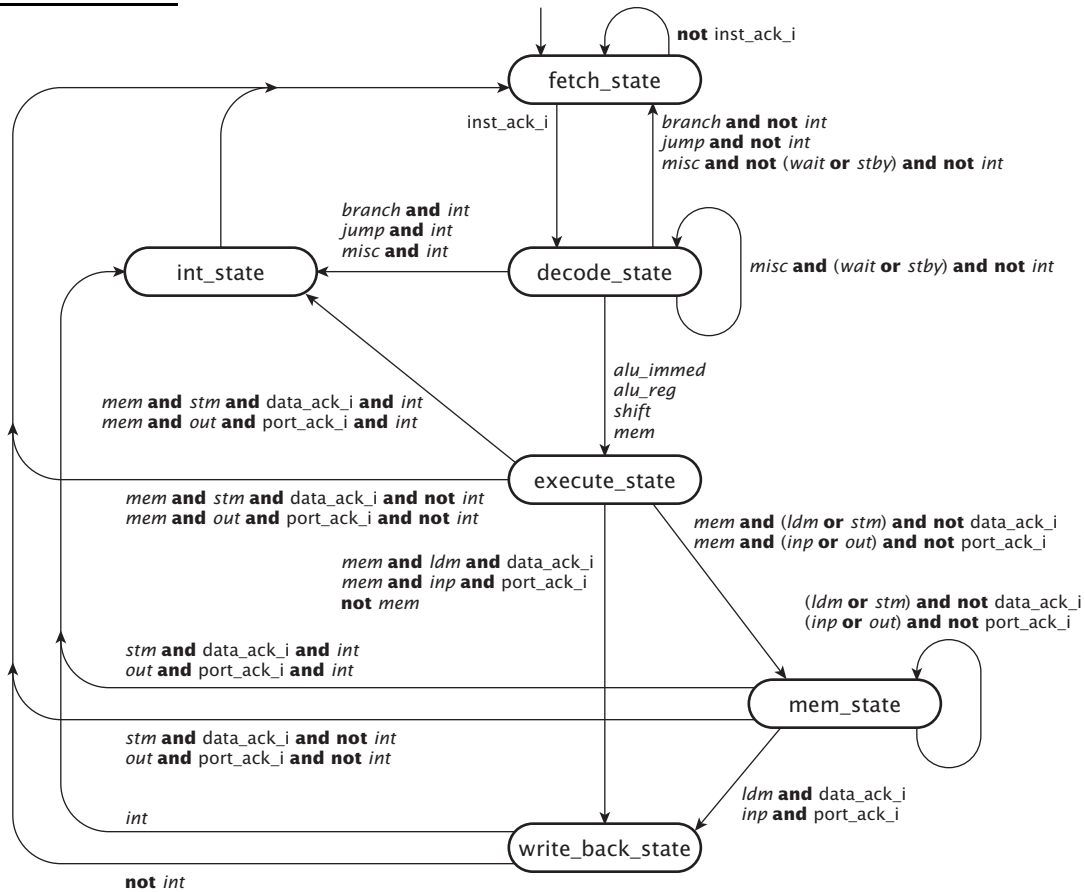 not inst_ack_i
fetch_state
inst_ack_i
branch and not int
jump and not int
misc and not (wait or stby) and not int
branch and int
jump and int
misc and int
int_state
decode_state
misc and (wait or stby) and not int
alu_immed
alu_reg
shift
mem
mem and stm and data_ack_i and int
mem and out and port_ack_i and int
execute_state
mem and stm and data_ack_i and not int
mem and out and port_ack_i and not int
mem and (ldm or stm) and not data_ack_i
mem and (inp or out) and not port_ack_i
mem and ldm and data_ack_i
mem and inp and port_ack_i
not mem
(ldm or stm) and not data_ack_i
(inp or out) and not port_ack_i
stm and data_ack_i and int
out and port_ack_i and int
mem_state
stm and data_ack_i and not int
out and port_ack_i and not int
ldm and data_ack_i
inp and port_ack_i
int
write_back_state
not int